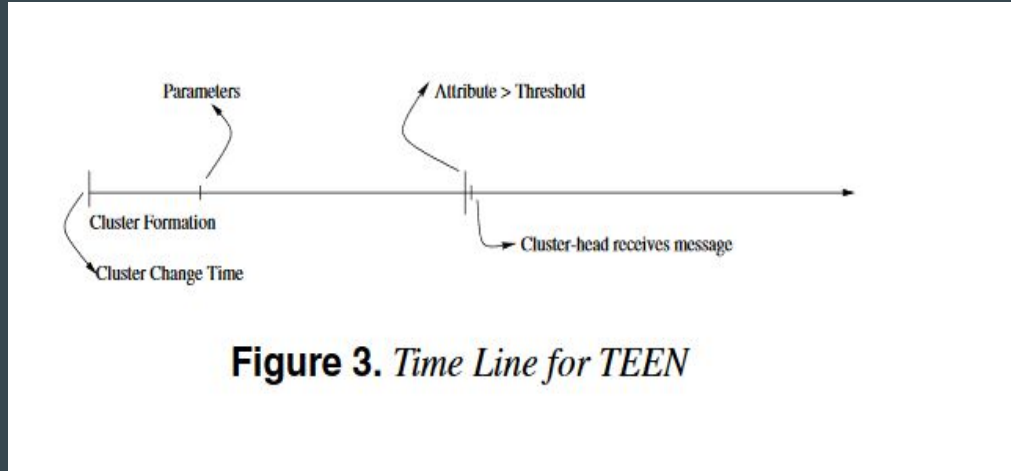 Parameters
Attribute > Threshold
Cluster Formation
Cluster-head receives message
Cluster Change Time
Figure 3. Time Line for TEEN